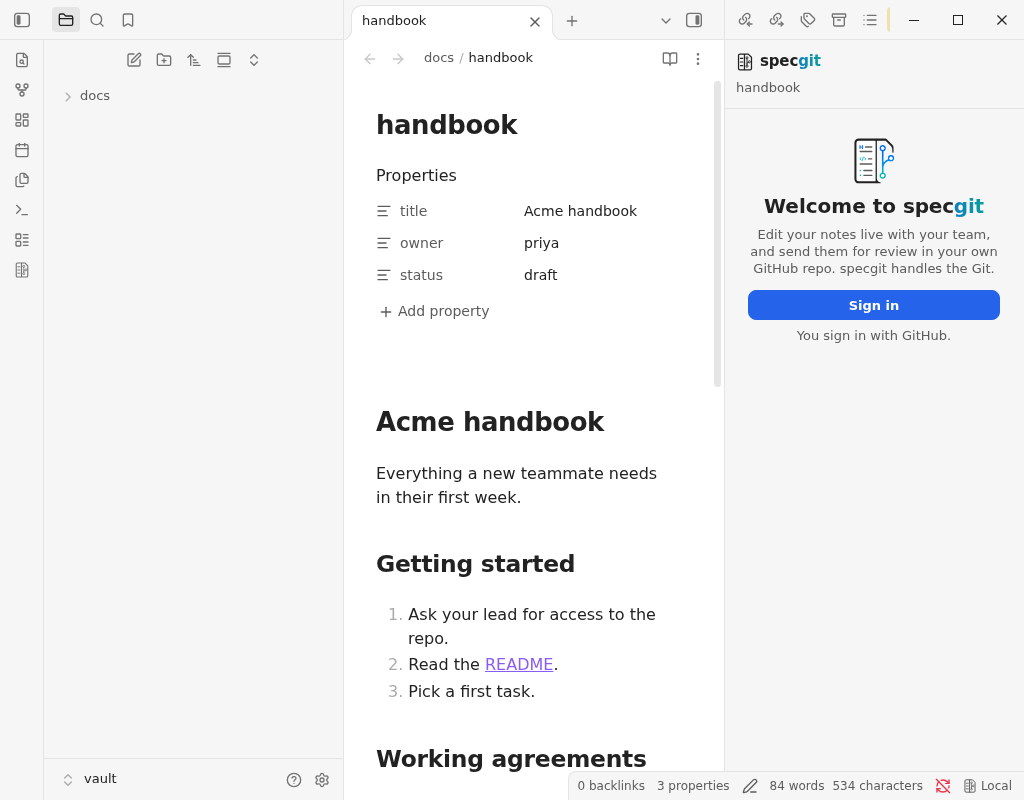 handbook
docs / handbook
docs
handbook
Properties
title Acme handbook
owner priya
status draft
Add property
Acme handbook
Everything a new teammate needs
in their first week.
Getting started
1. Ask your lead for access to the
repo.
2. Read the README.
3. Pick a first task.
Working agreements
specgit
handbook
Welcome to specgit
Edit your notes live with your team,
and send them for review in your own
GitHub repo. specgit handles the Git.
Sign in
You sign in with GitHub.
vault
0 backlinks 3 properties 84 words 534 characters Local